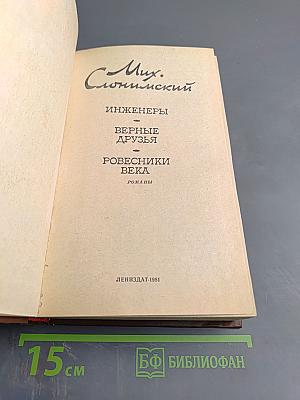 Мих.
Слонимский
ИНЖЕНЕРЫ
ВЕРНЫЕ
ДРУЗЬЯ
РОВЕСНИКИ
ВЕКА
РОМАНЫ
ЛЕНИЗДАТ·1981
15 см
БФ БИБЛИОФАН